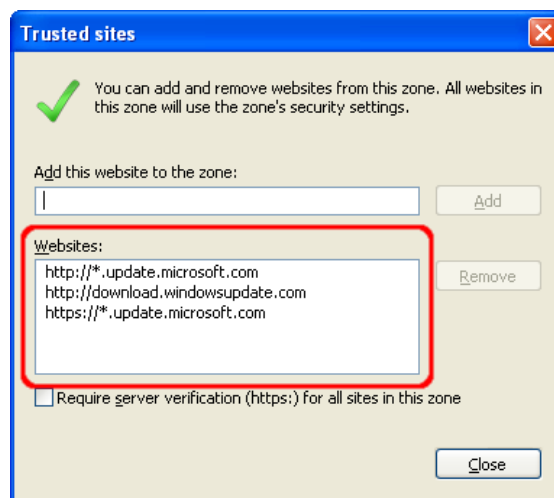 Trusted sites
You can add and remove websites from this zone. All websites in
this zone will use the zone's security settings.
Add this website to the zone:
Add
Websites:
http://*.update.microsoft.com
http://download.windowsupdate.com
https://*.update.microsoft.com
Remove
Require server verification (https:) for all sites in this zone
Close